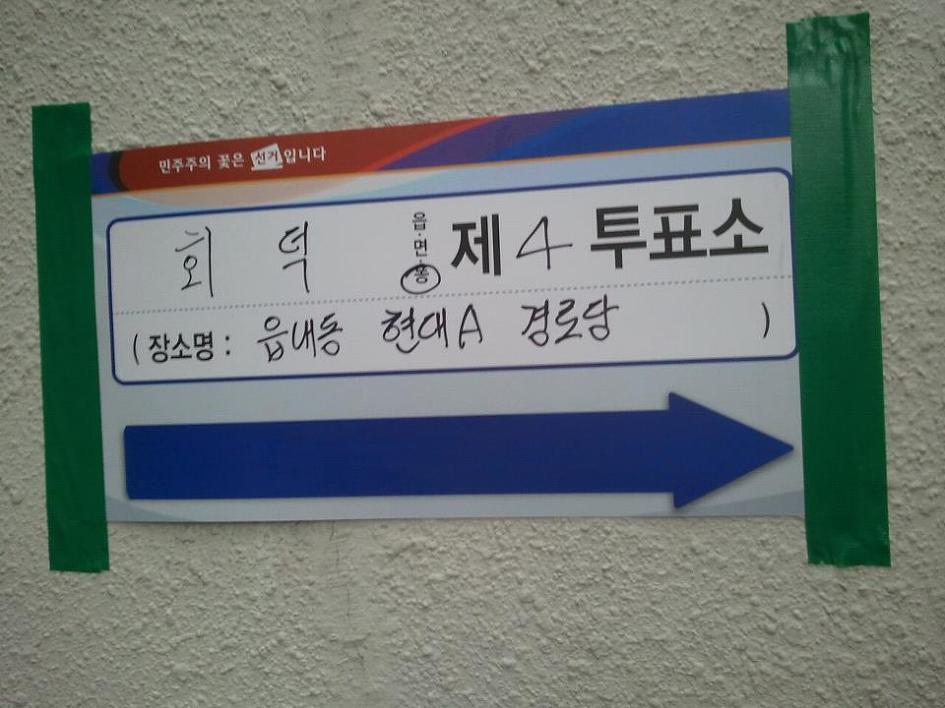 민주주의 꽃은 선거입니다
회덕 읍·면·동 제 4 투표소
(장소명 : 읍내동 현대A 경로당 )